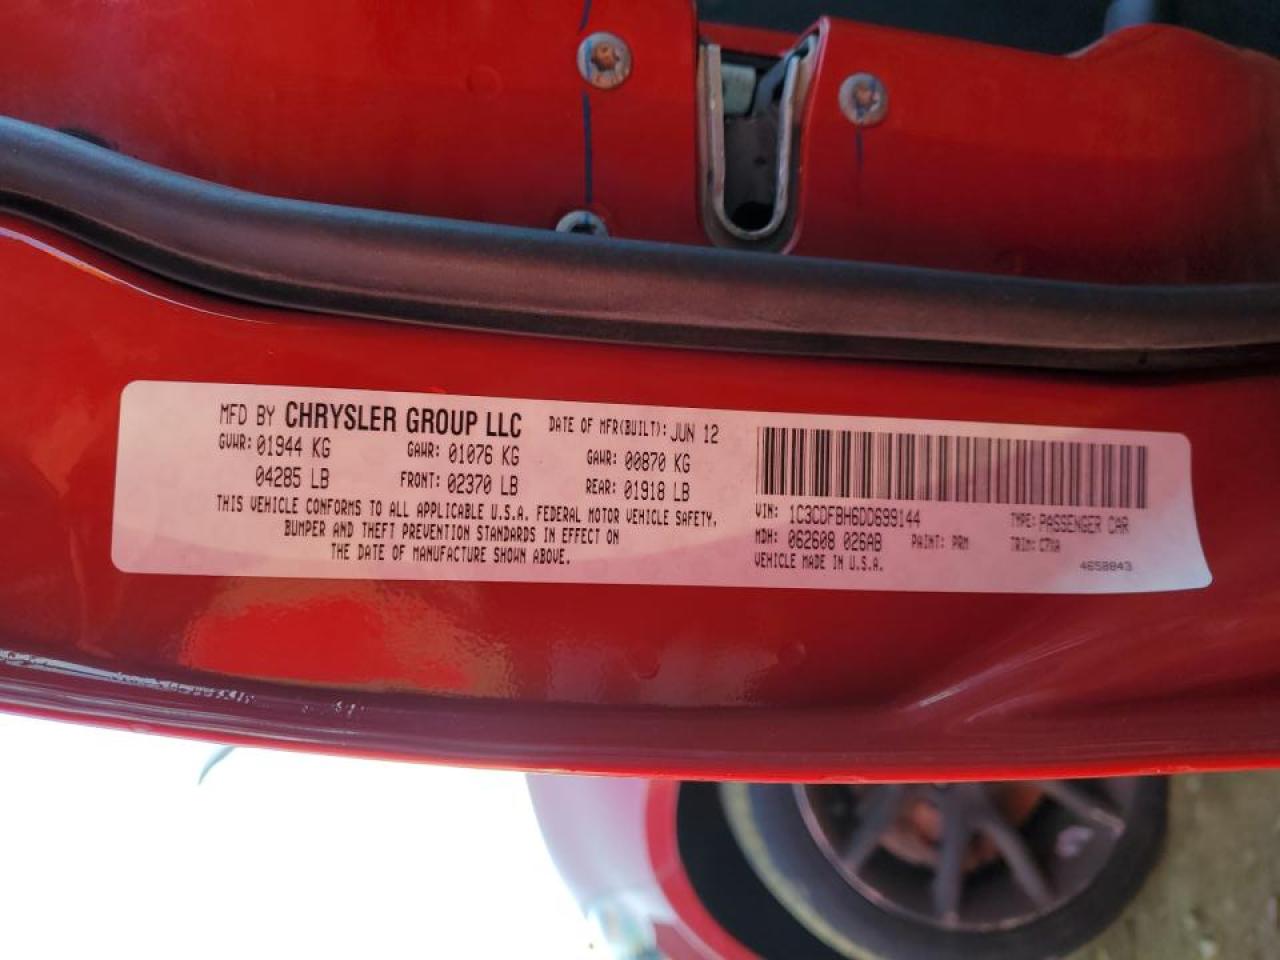 MFD BY CHRYSLER GROUP LLC DATE OF MFR(BUILT): JUN 12
GVWR: 01944 KG GAWR: 01076 KG GAWR: 00870 KG
04285 LB FRONT: 02370 LB REAR: 01918 LB
THIS VEHICLE CONFORMS TO ALL APPLICABLE U.S.A. FEDERAL MOTOR VEHICLE SAFETY,
BUMPER AND THEFT PREVENTION STANDARDS IN EFFECT ON
THE DATE OF MANUFACTURE SHOWN ABOVE.
VIN: 1C3CDFBH6DD699144 TYPE: PASSENGER CAR
MDH: 062608 026AB PAINT: PRM TRIM: C7XA
VEHICLE MADE IN U.S.A. 4658843